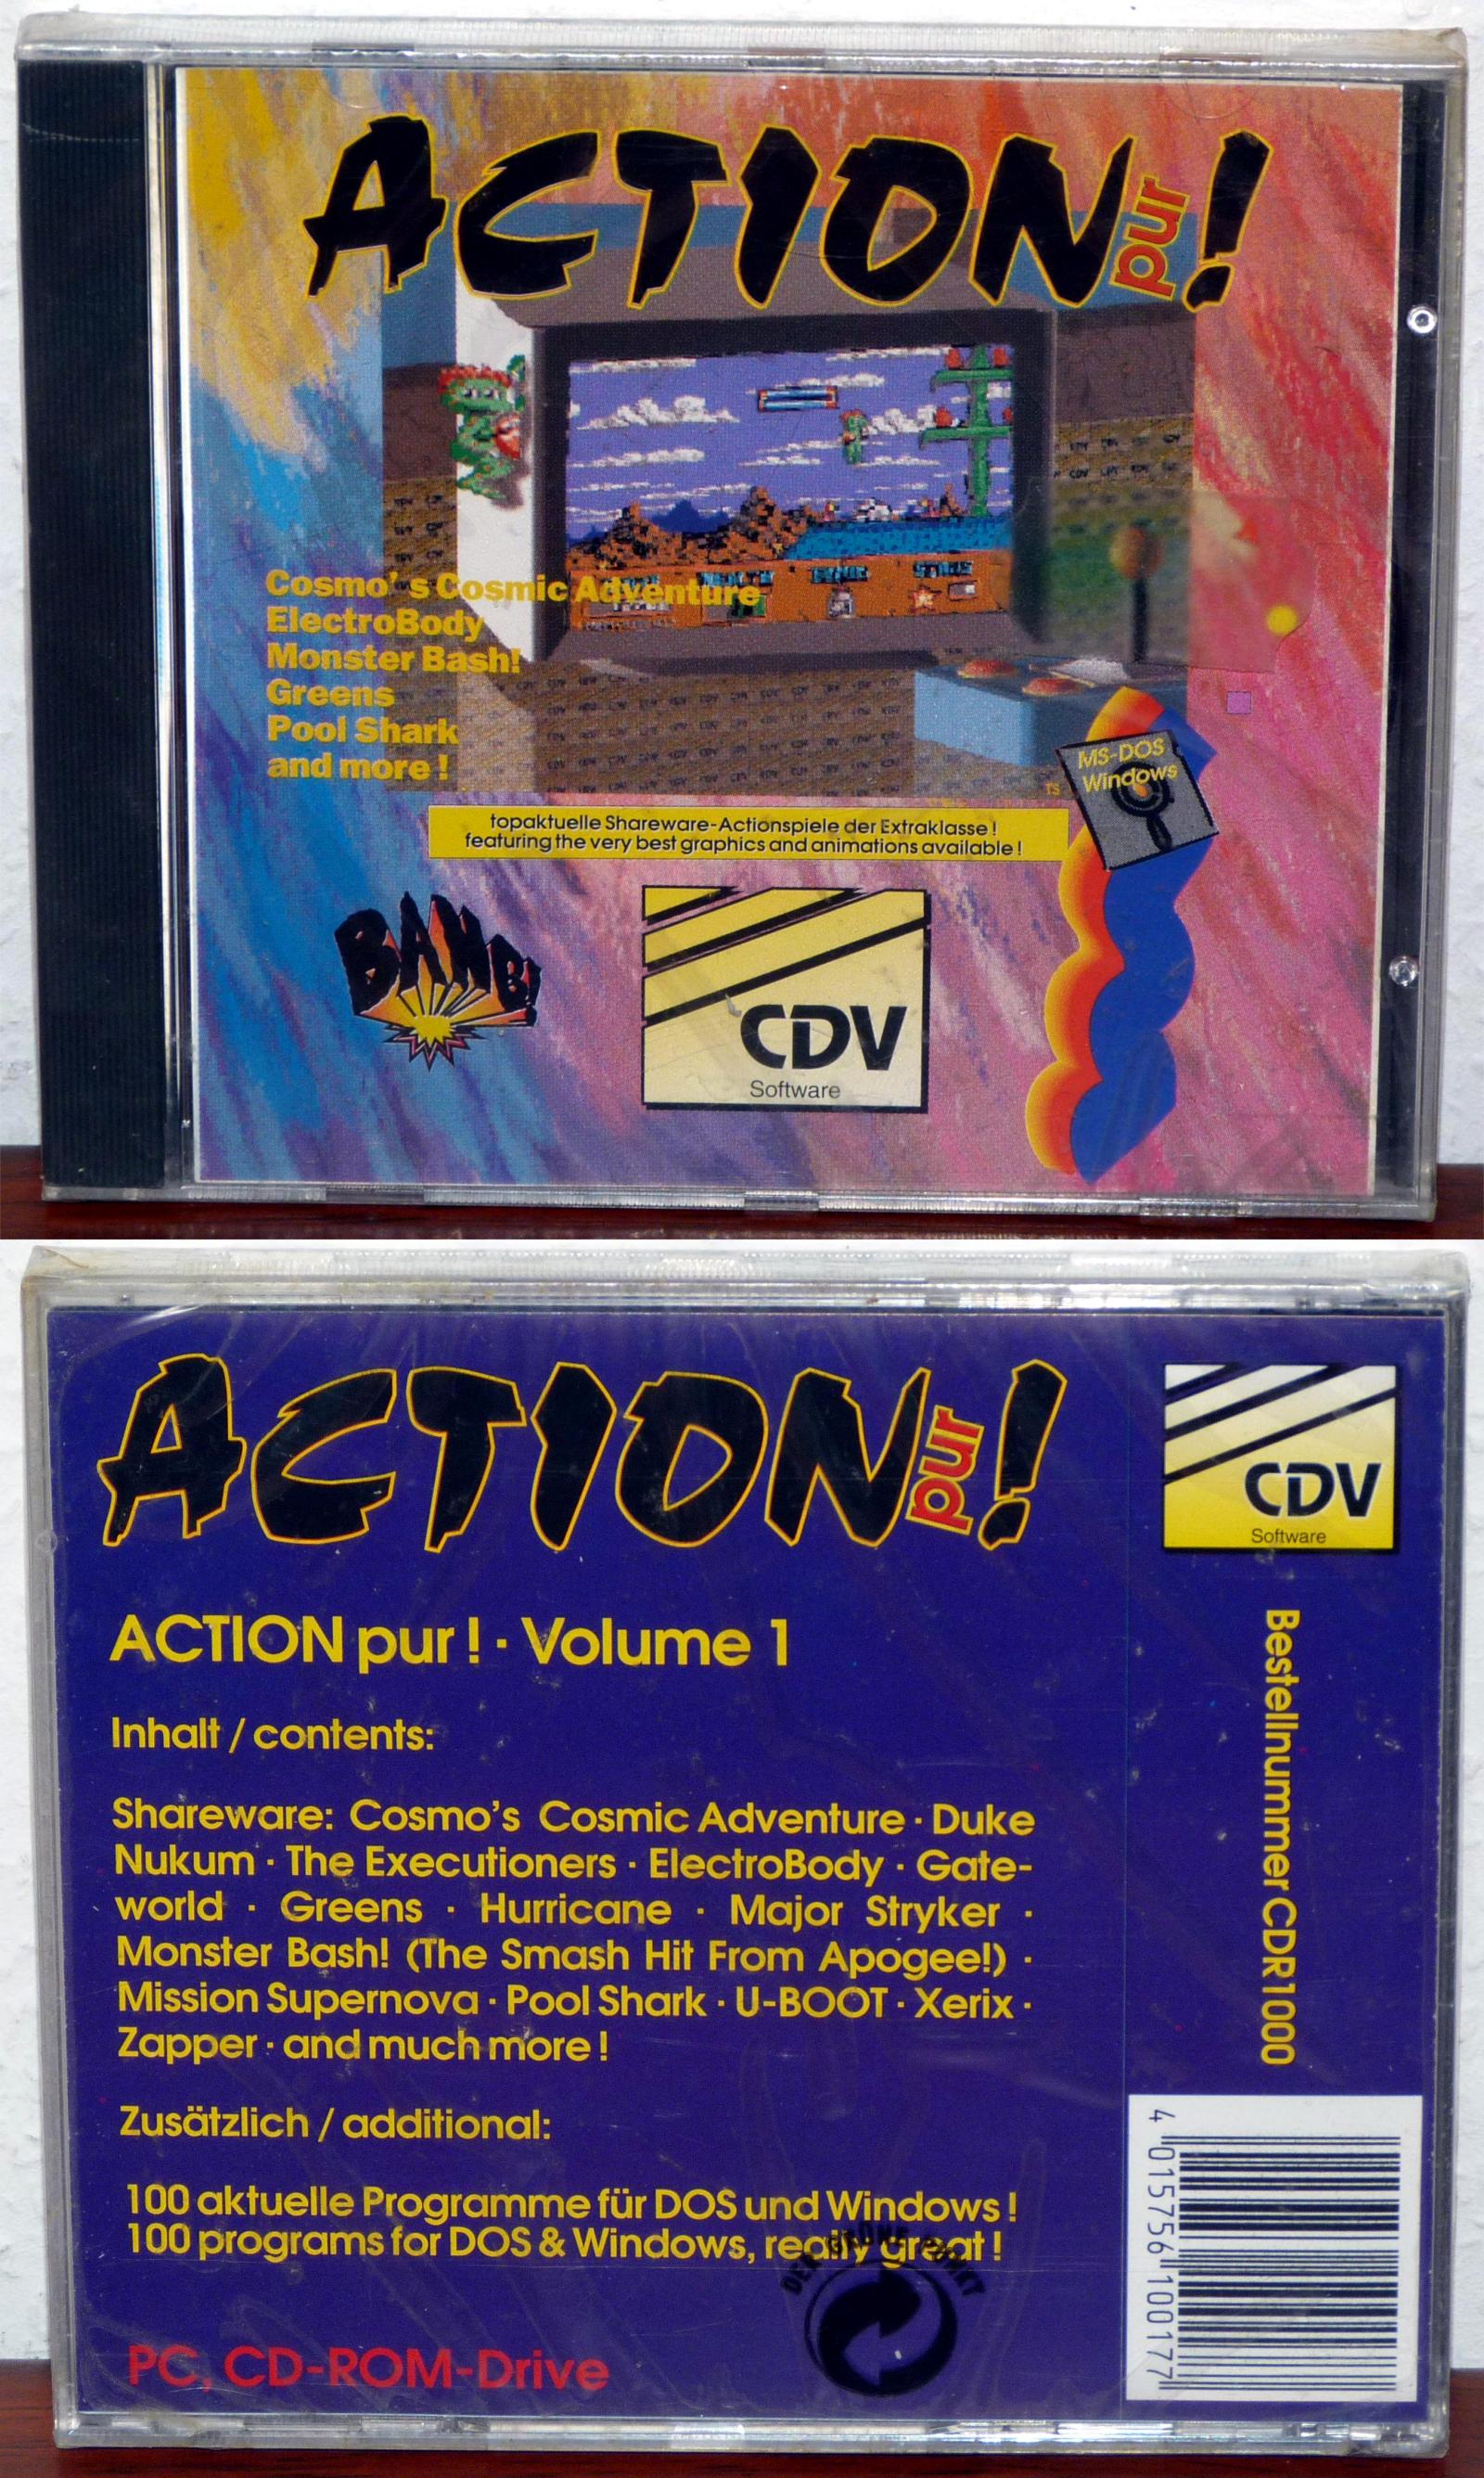 ACTION pur !
Cosmo's Cosmic Adventure
ElectroBody
Monster Bash!
Greens
Pool Shark
and more !
MS-DOS
Windows
TS
topaktuelle Shareware-Actionspiele der Extraklasse !
featuring the very best graphics and animations available !
BAMB!
CDV
Software
ACTION pur !
CDV
Software
ACTION pur ! · Volume 1
Inhalt / contents:
Shareware: Cosmo's Cosmic Adventure · Duke
Nukum · The Executioners · ElectroBody · Gate-
world · Greens · Hurricane · Major Stryker ·
Monster Bash! (The Smash Hit From Apogee!) ·
Mission Supernova · Pool Shark · U-BOOT · Xerix ·
Zapper · and much more !
Zusätzlich / additional:
100 aktuelle Programme für DOS und Windows !
100 programs for DOS & Windows, really great !
DER GRÜNE PUNKT
PC, CD-ROM-Drive
Bestellnummer CDR1000
4 015756 100177